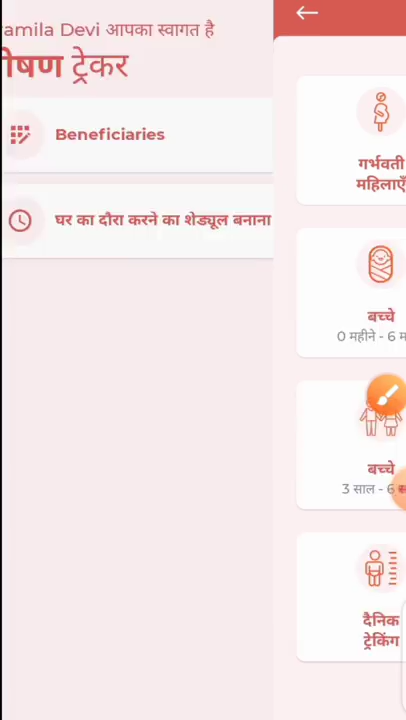 amila Devi आपका स्वागत है
ोषण ट्रेकर
Beneficiaries
घर का दौरा करने का शेड्यूल बनाना
गर्भवती
महिलाएँ
बच्चे
0 महीने - 6 म
बच्चे
3 साल - 6
दैनिक
ट्रेकिंग